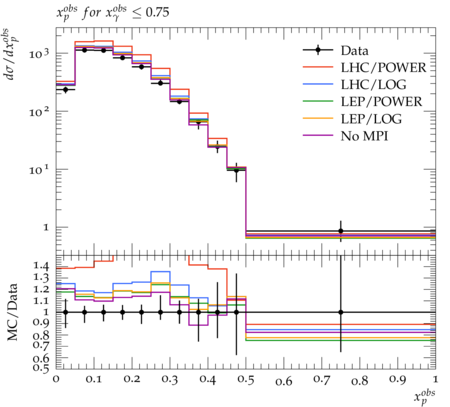 x_p^obs for x_γ^obs ≤ 0.75
dσ/dx_p^obs
10^3
10^2
10^1
1
Data
LHC/POWER
LHC/LOG
LEP/POWER
LEP/LOG
No MPI
MC/Data
1.4
1.3
1.2
1.1
1
0.9
0.8
0.7
0.6
0.5
0 0.1 0.2 0.3 0.4 0.5 0.6 0.7 0.8 0.9 1
x_p^obs